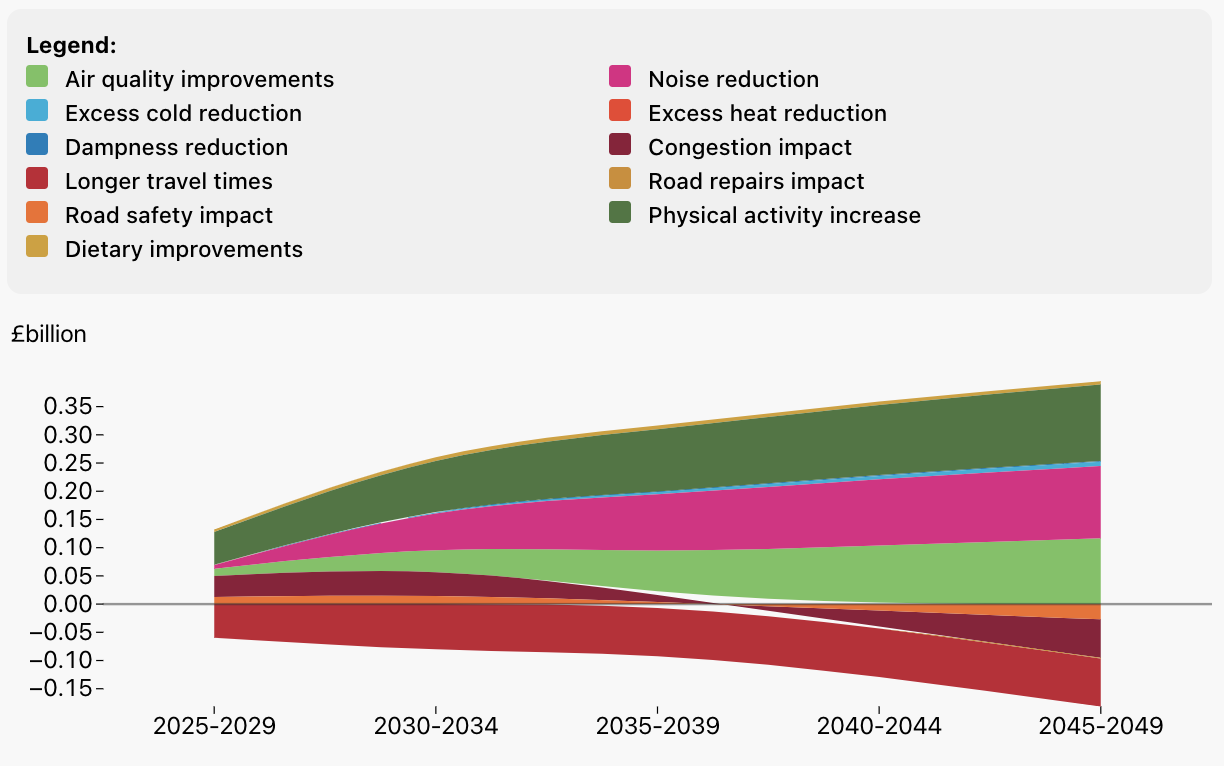 Legend:
Air quality improvements
Noise reduction
Excess cold reduction
Excess heat reduction
Dampness reduction
Congestion impact
Longer travel times
Road repairs impact
Road safety impact
Physical activity increase
Dietary improvements
£billion
0.35
0.30
0.25
0.20
0.15
0.10
0.05
0.00
−0.05
−0.10
−0.15
2025-2029 2030-2034 2035-2039 2040-2044 2045-2049